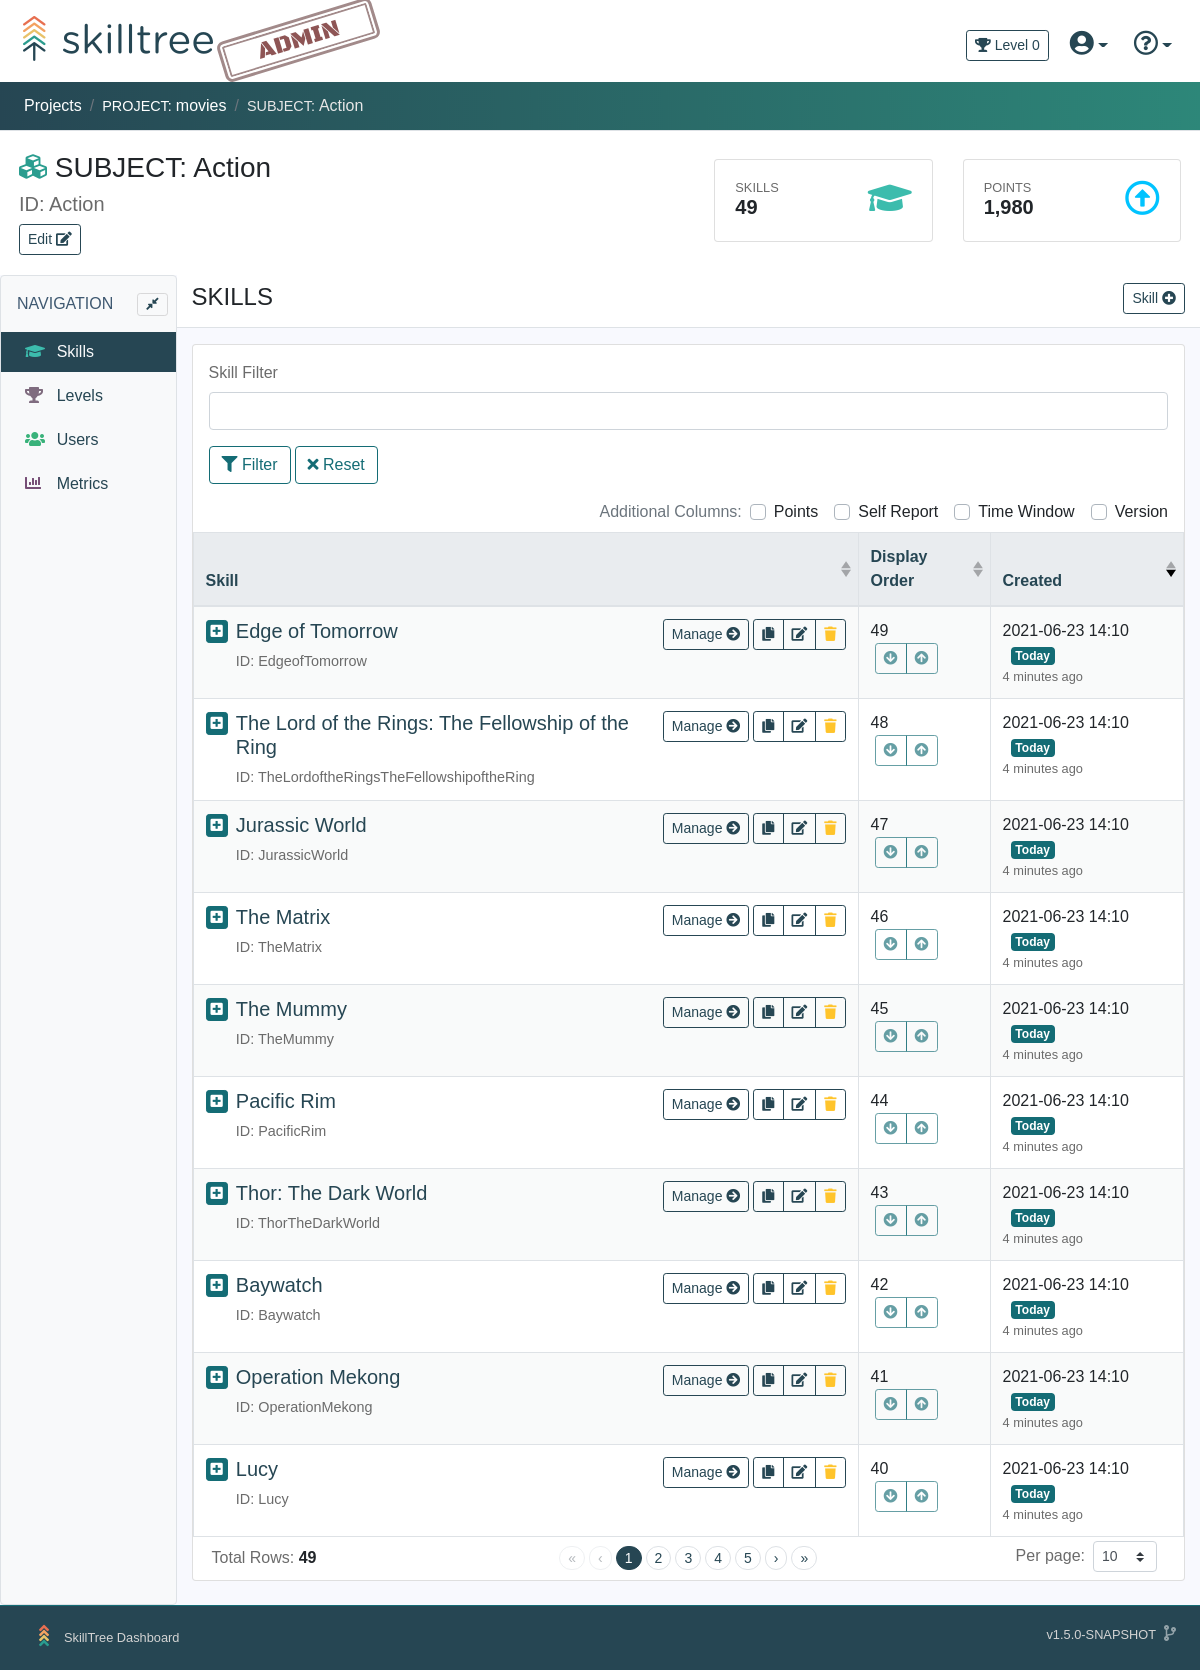 skilltree
ADMIN
Level 0
Projects / PROJECT: movies / SUBJECT: Action
SUBJECT: Action
ID: Action
Edit
SKILLS
49
POINTS
1,980
NAVIGATION
Skills
Levels
Users
Metrics
SKILLS
Skill
Skill Filter
Filter
Reset
Additional Columns: Points Self Report Time Window Version
Skill
Display
Order
Created
Edge of Tomorrow
ID: EdgeofTomorrow
Manage
49
2021-06-23 14:10
Today
4 minutes ago
The Lord of the Rings: The Fellowship of the
Ring
ID: TheLordoftheRingsTheFellowshipoftheRing
Manage
48
2021-06-23 14:10
Today
4 minutes ago
Jurassic World
ID: JurassicWorld
Manage
47
2021-06-23 14:10
Today
4 minutes ago
The Matrix
ID: TheMatrix
Manage
46
2021-06-23 14:10
Today
4 minutes ago
The Mummy
ID: TheMummy
Manage
45
2021-06-23 14:10
Today
4 minutes ago
Pacific Rim
ID: PacificRim
Manage
44
2021-06-23 14:10
Today
4 minutes ago
Thor: The Dark World
ID: ThorTheDarkWorld
Manage
43
2021-06-23 14:10
Today
4 minutes ago
Baywatch
ID: Baywatch
Manage
42
2021-06-23 14:10
Today
4 minutes ago
Operation Mekong
ID: OperationMekong
Manage
41
2021-06-23 14:10
Today
4 minutes ago
Lucy
ID: Lucy
Manage
40
2021-06-23 14:10
Today
4 minutes ago
Total Rows: 49
« ‹ 1 2 3 4 5 › »
Per page: 10
SkillTree Dashboard
v1.5.0-SNAPSHOT